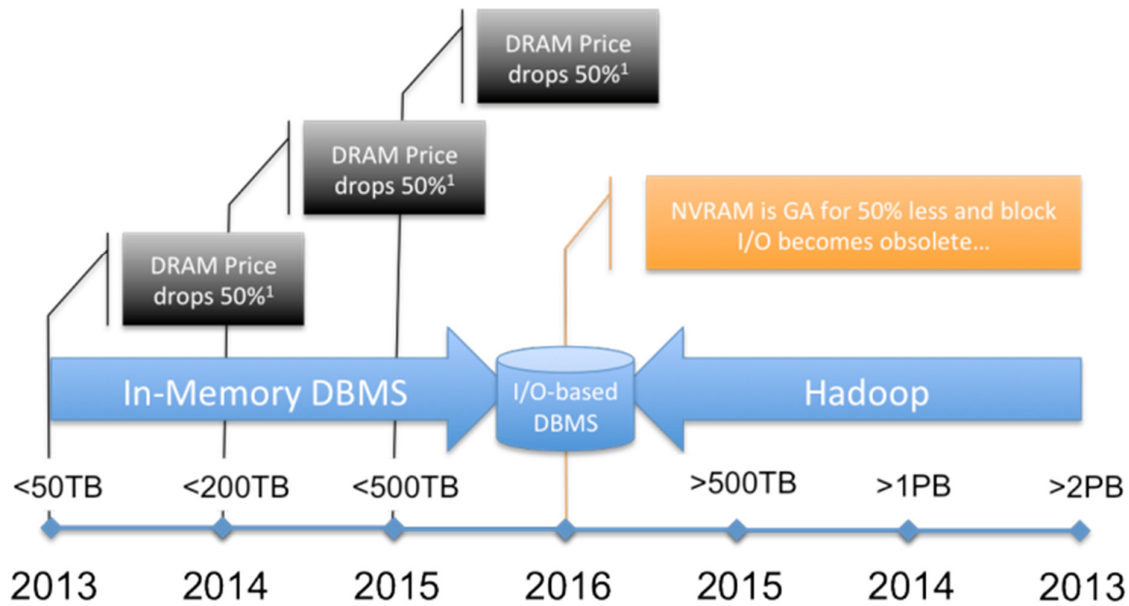 DRAM Price
drops 50%¹
DRAM Price
drops 50%¹
DRAM Price
drops 50%¹
NVRAM is GA for 50% less and block
I/O becomes obsolete…
In-Memory DBMS
I/O-based
DBMS
Hadoop
<50TB
<200TB
<500TB
>500TB
>1PB
>2PB
2013
2014
2015
2016
2015
2014
2013